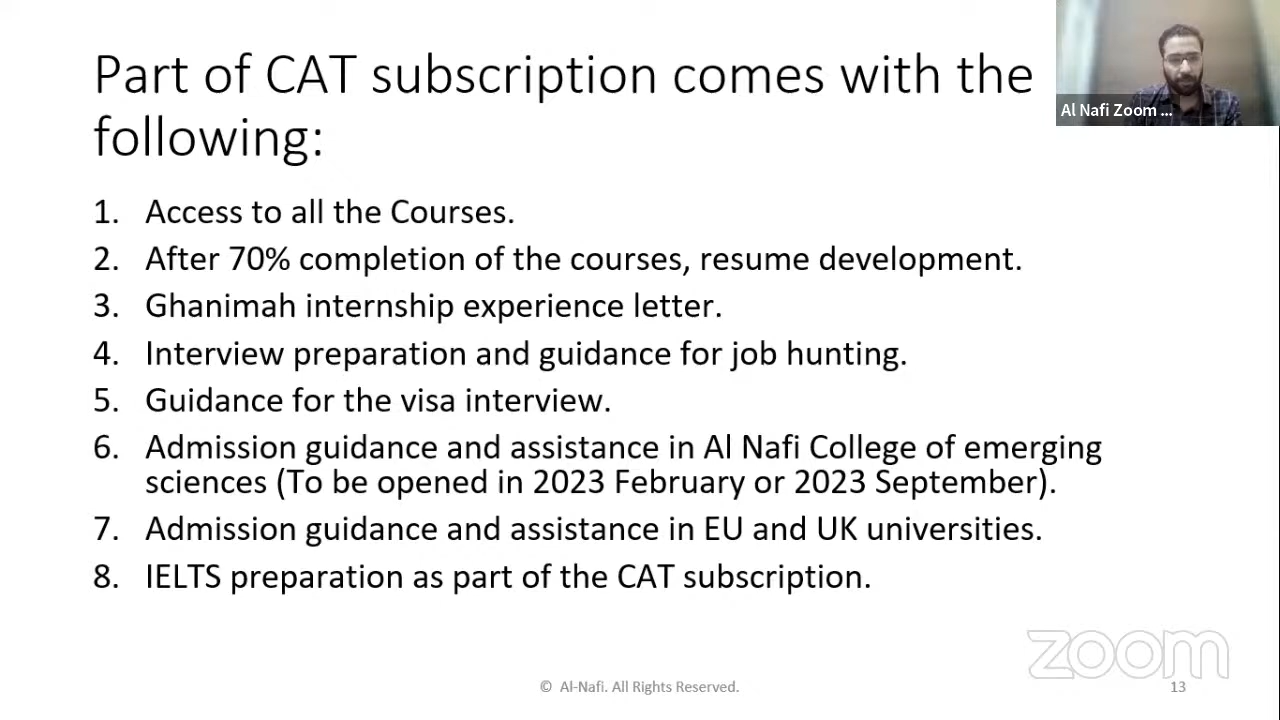 Part of CAT subscription comes with the
following:
Al Nafi Zoom ...
1. Access to all the Courses.
2. After 70% completion of the courses, resume development.
3. Ghanimah internship experience letter.
4. Interview preparation and guidance for job hunting.
5. Guidance for the visa interview.
6. Admission guidance and assistance in Al Nafi College of emerging
sciences (To be opened in 2023 February or 2023 September).
7. Admission guidance and assistance in EU and UK universities.
8. IELTS preparation as part of the CAT subscription.
zoom
© Al-Nafi. All Rights Reserved.
13